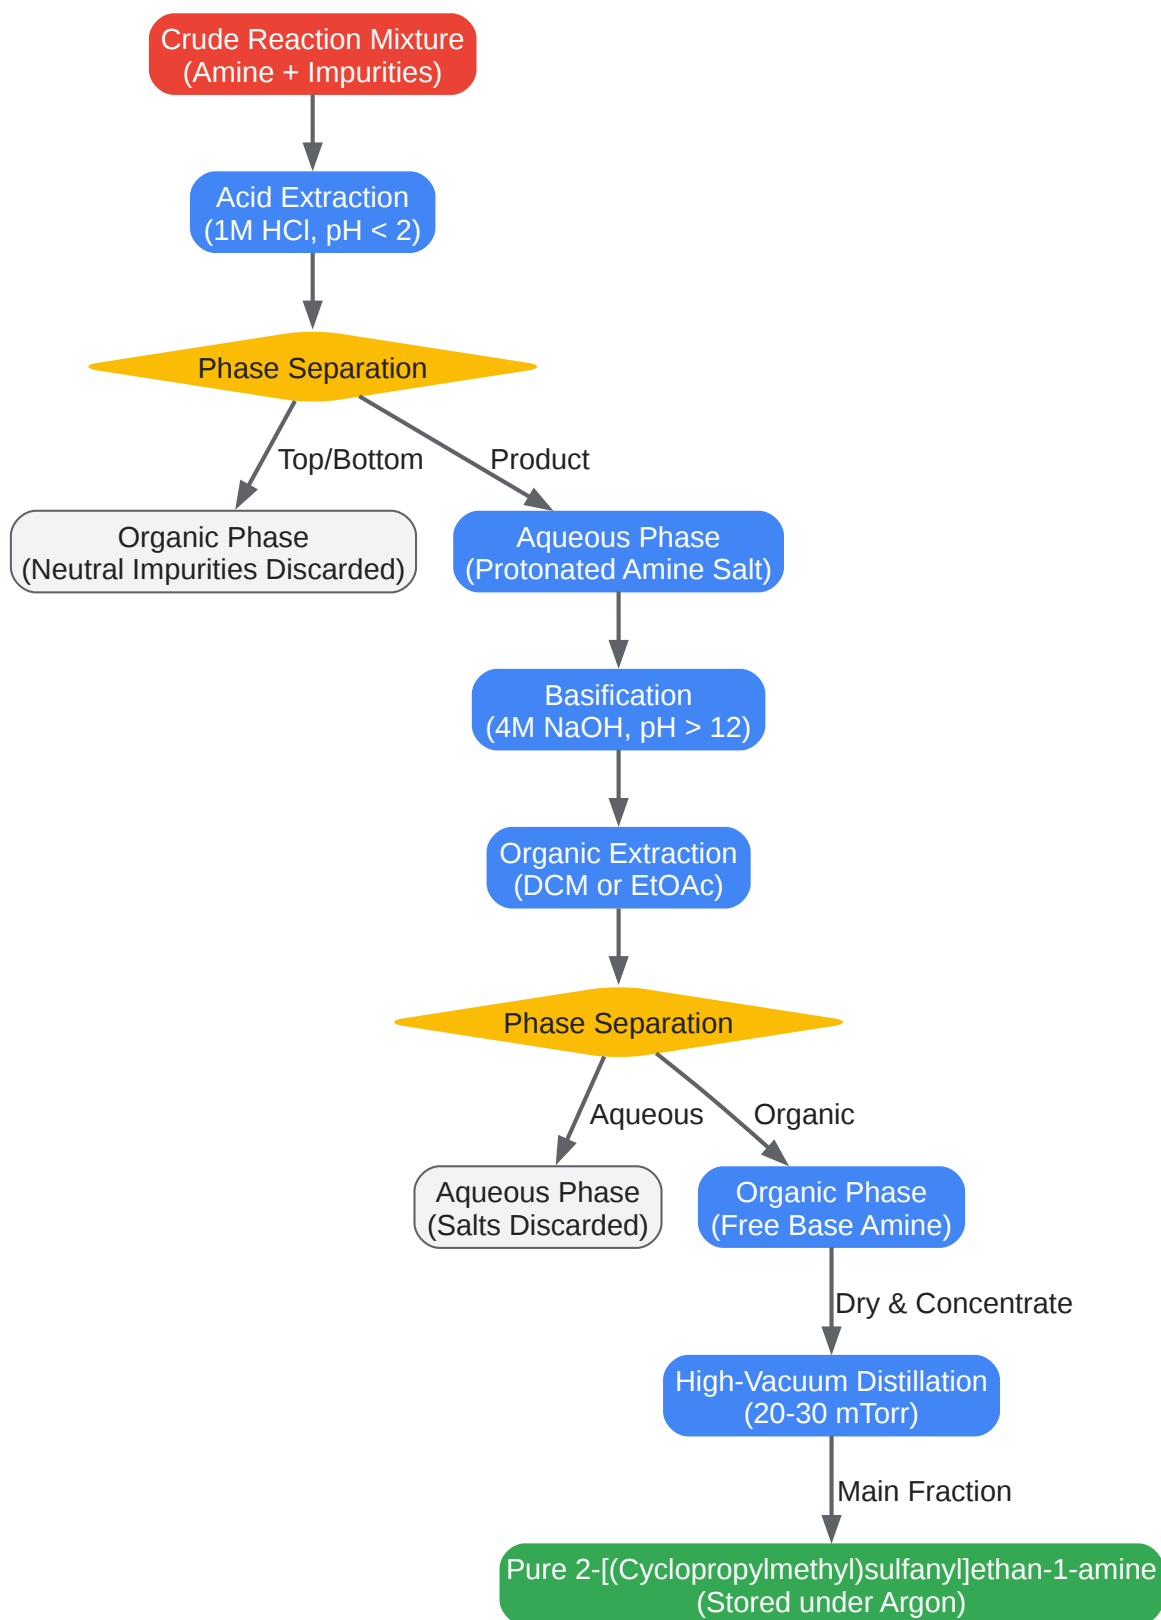 Crude Reaction Mixture
(Amine + Impurities)
Acid Extraction
(1M HCl, pH < 2)
Phase Separation
Top/Bottom
Product
Organic Phase
(Neutral Impurities Discarded)
Aqueous Phase
(Protonated Amine Salt)
Basification
(4M NaOH, pH > 12)
Organic Extraction
(DCM or EtOAc)
Phase Separation
Aqueous
Organic
Aqueous Phase
(Salts Discarded)
Organic Phase
(Free Base Amine)
Dry & Concentrate
High-Vacuum Distillation
(20-30 mTorr)
Main Fraction
Pure 2-[(Cyclopropylmethyl)sulfanyl]ethan-1-amine
(Stored under Argon)